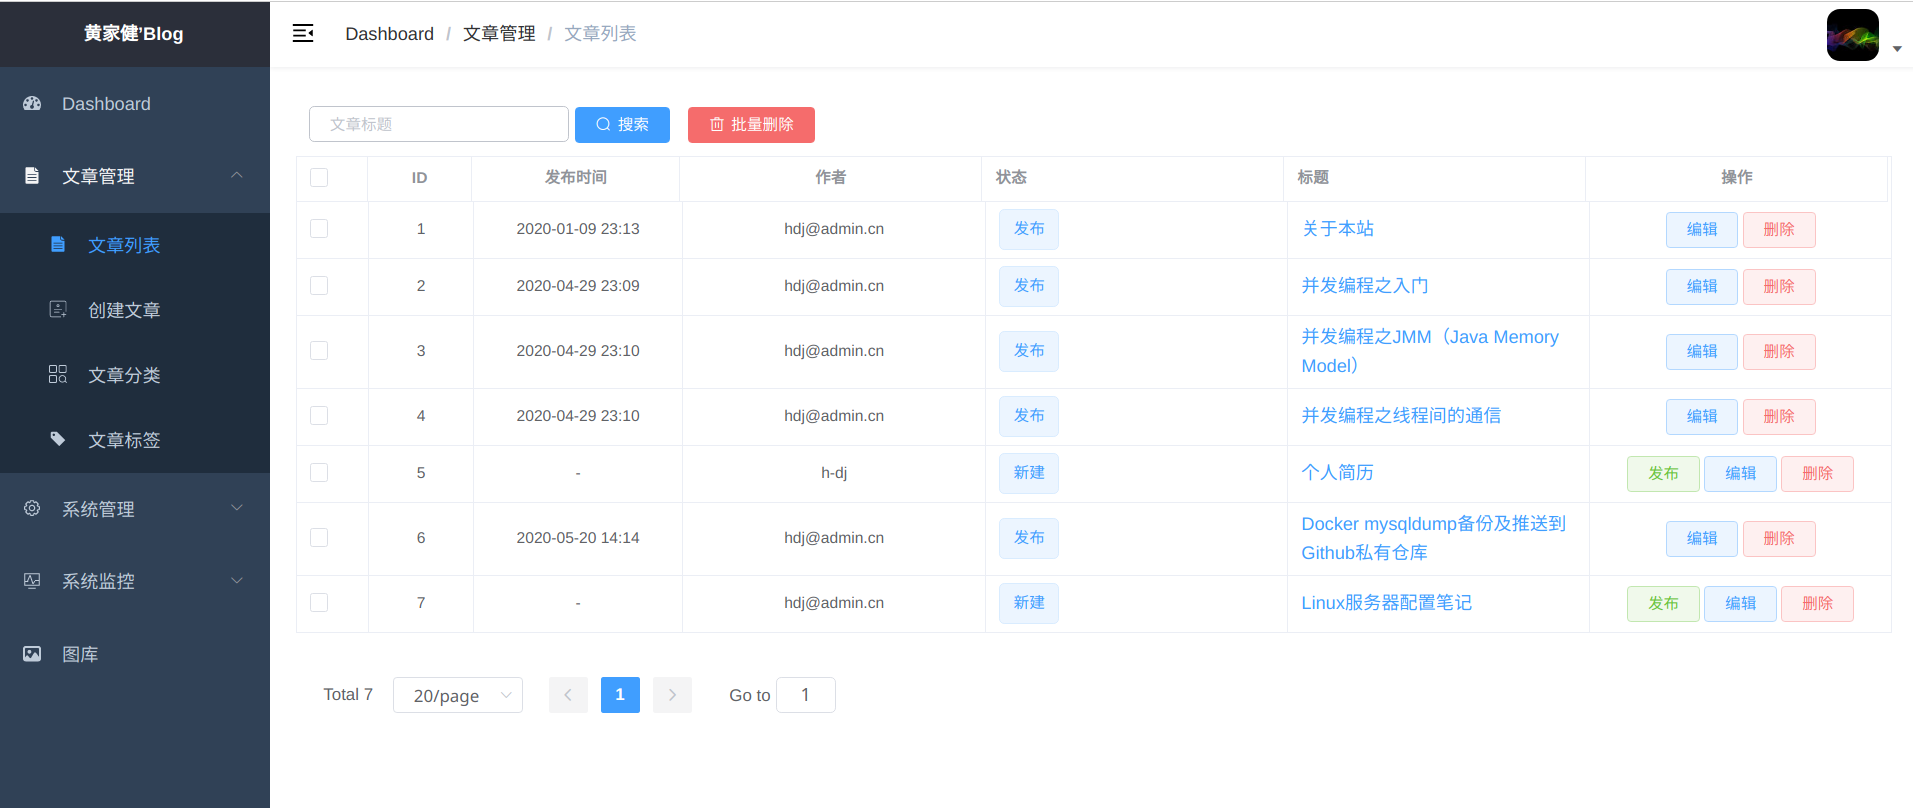 黄家健'Blog
Dashboard / 文章管理 / 文章列表
Dashboard
文章管理
文章列表
创建文章
文章分类
文章标签
系统管理
系统监控
图库
文章标题 搜索 批量删除
ID 发布时间 作者 状态 标题 操作
1 2020-01-09 23:13 hdj@admin.cn 发布 关于本站 编辑 删除
2 2020-04-29 23:09 hdj@admin.cn 发布 并发编程之入门 编辑 删除
3 2020-04-29 23:10 hdj@admin.cn 发布 并发编程之JMM（Java Memory
Model） 编辑 删除
4 2020-04-29 23:10 hdj@admin.cn 发布 并发编程之线程间的通信 编辑 删除
5 - h-dj 新建 个人简历 发布 编辑 删除
6 2020-05-20 14:14 hdj@admin.cn 发布 Docker mysqldump备份及推送到
Github私有仓库 编辑 删除
7 - hdj@admin.cn 新建 Linux服务器配置笔记 发布 编辑 删除
Total 7 20/page 1 Go to 1